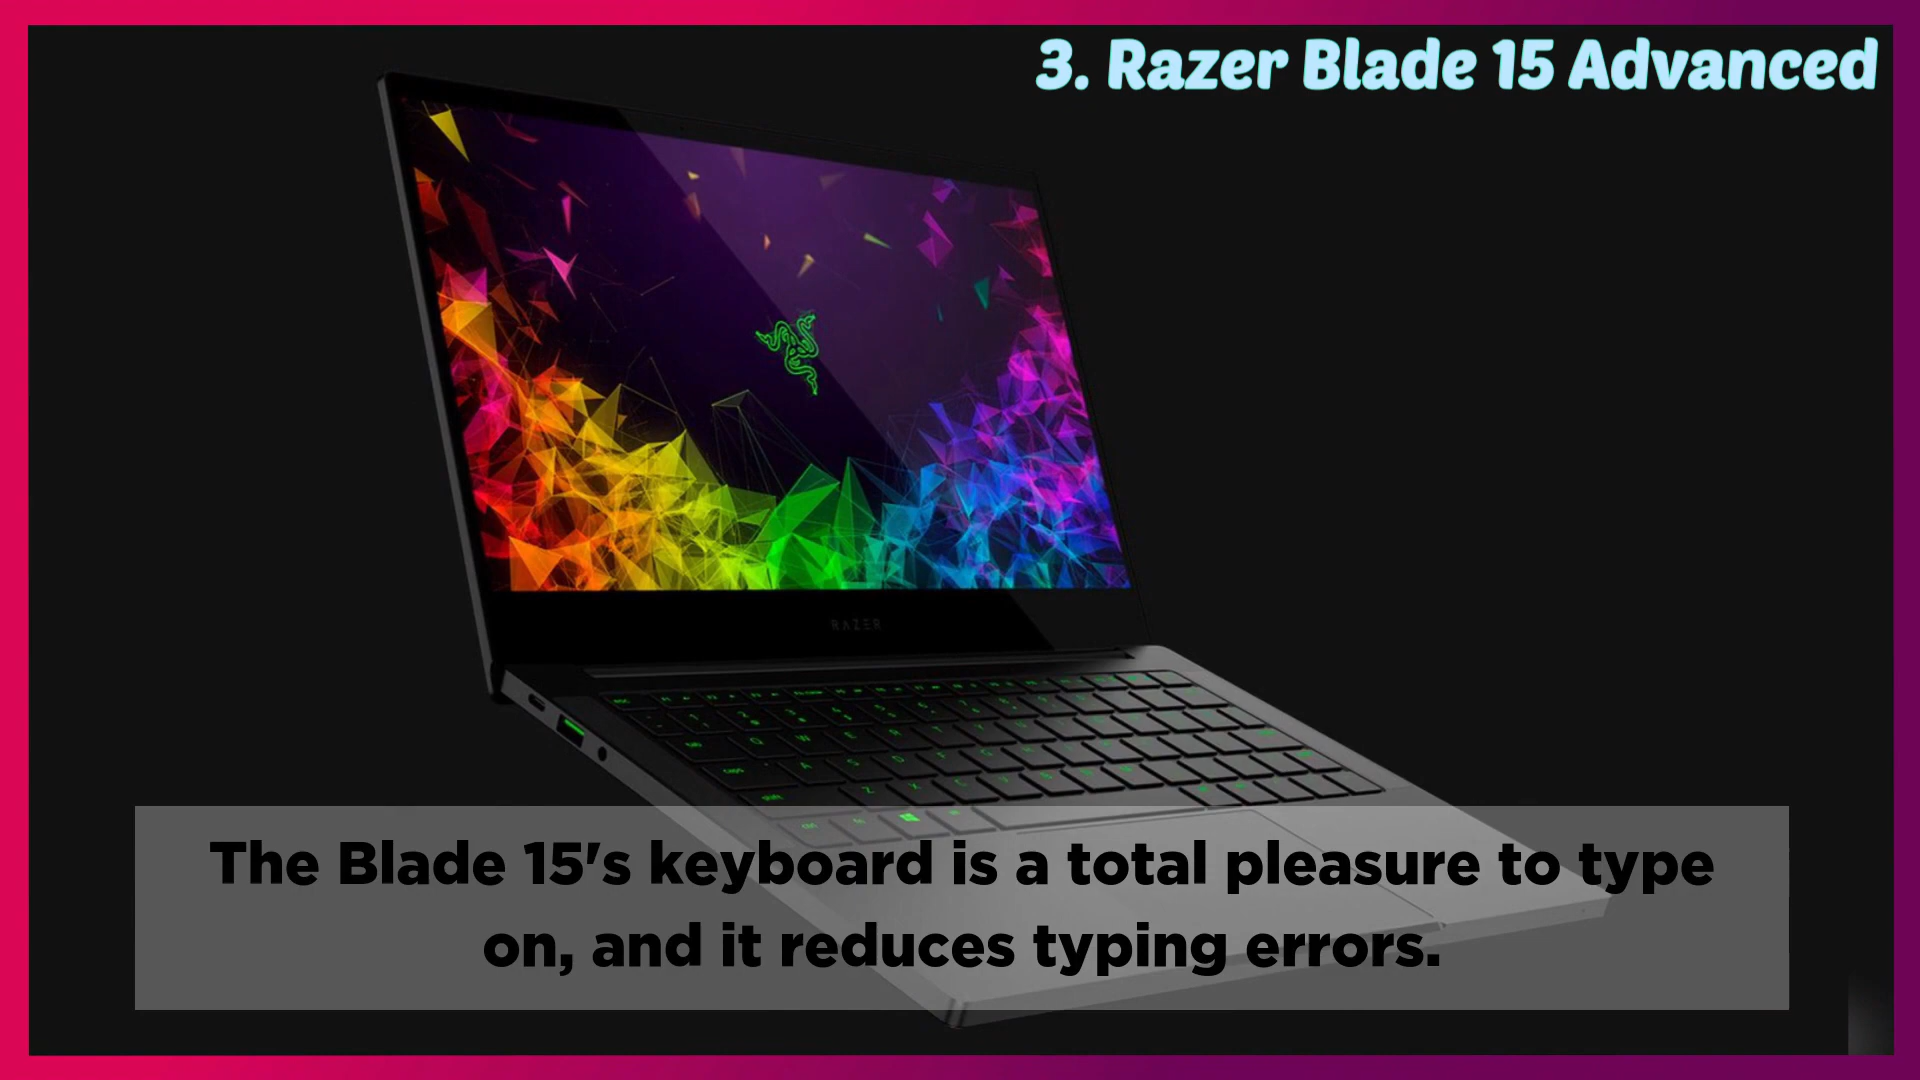 3. Razer Blade 15 Advanced
RAZER
The Blade 15's keyboard is a total pleasure to type
on, and it reduces typing errors.